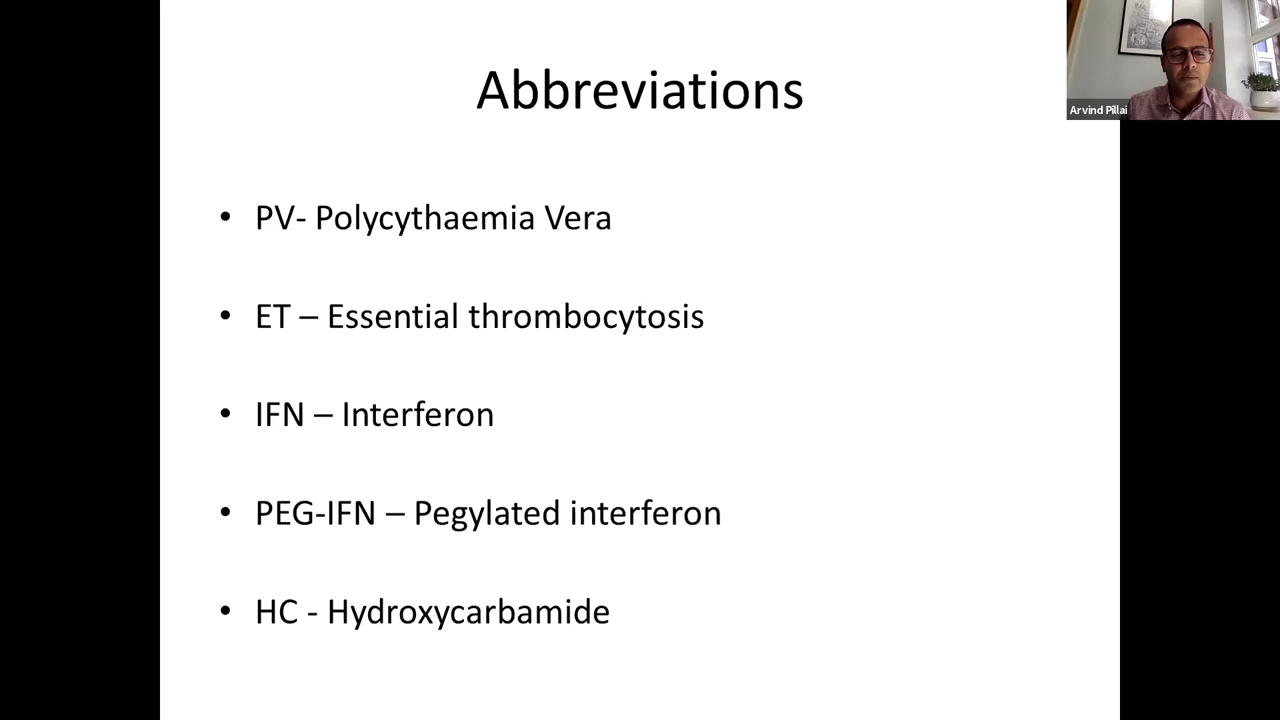 Abbreviations
Arvind Pillai
• PV- Polycythaemia Vera
• ET – Essential thrombocytosis
• IFN – Interferon
• PEG-IFN – Pegylated interferon
• HC - Hydroxycarbamide